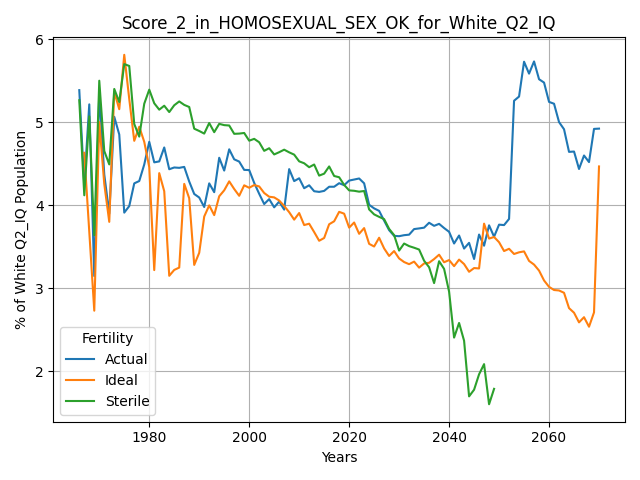 Score_2_in_HOMOSEXUAL_SEX_OK_for_White_Q2_IQ
% of White Q2_IQ Population
6
5
4
3
2
Fertility
Actual
Ideal
Sterile
1980
2000
2020
2040
2060
Years